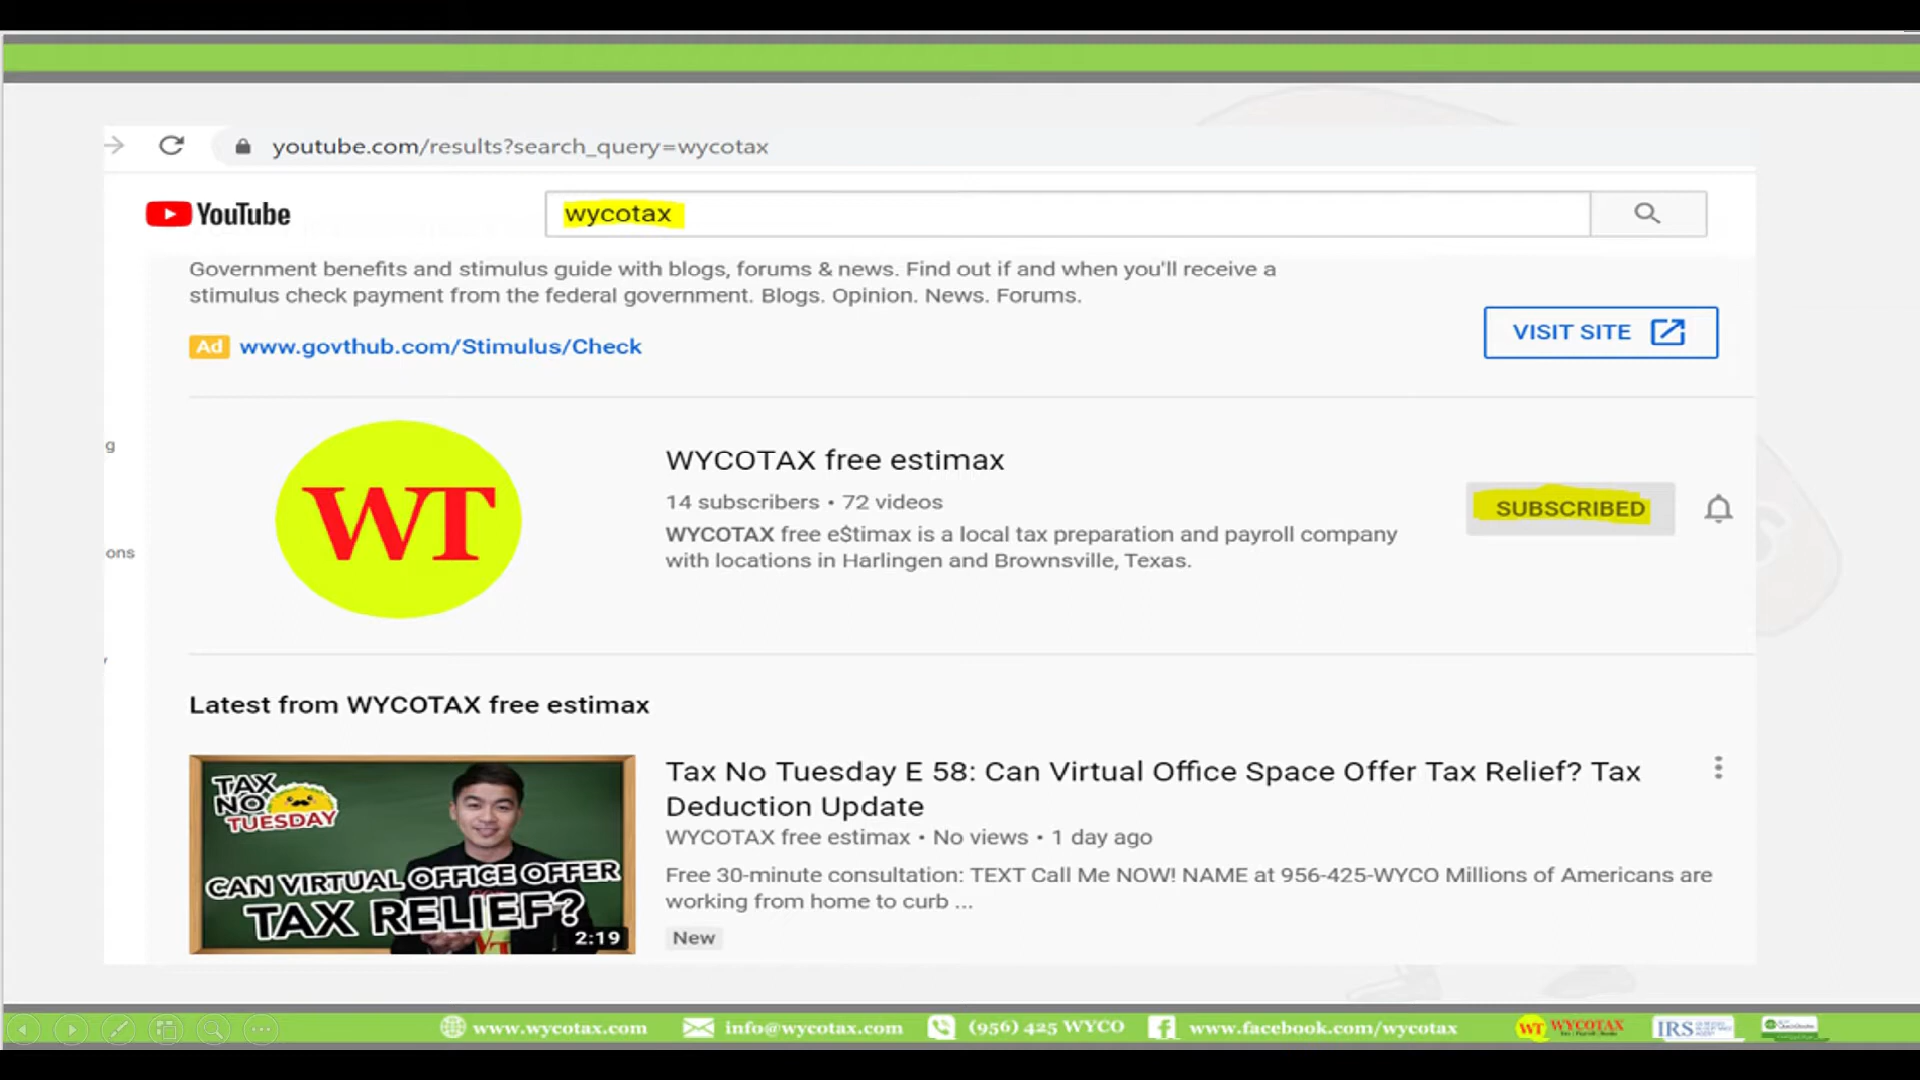 youtube.com/results?search_query=wycotax
YouTube
wycotax
Government benefits and stimulus guide with blogs, forums & news. Find out if and when you'll receive a
stimulus check payment from the federal government. Blogs. Opinion. News. Forums.
Ad www.govthub.com/Stimulus/Check
VISIT SITE
g
ons
WT
WYCOTAX free estimax
14 subscribers • 72 videos
WYCOTAX free e$timax is a local tax preparation and payroll company
with locations in Harlingen and Brownsville, Texas.
SUBSCRIBED
Latest from WYCOTAX free estimax
TAX
NO
TUESDAY
CAN VIRTUAL OFFICE OFFER
TAX RELIEF?
2:19
Tax No Tuesday E 58: Can Virtual Office Space Offer Tax Relief? Tax
Deduction Update
WYCOTAX free estimax • No views • 1 day ago
Free 30-minute consultation: TEXT Call Me NOW! NAME at 956-425-WYCO Millions of Americans are
working from home to curb ...
New
www.wycotax.com info@wycotax.com (956) 425 WYCO www.facebook.com/wycotax WT WYCOTAX IRS